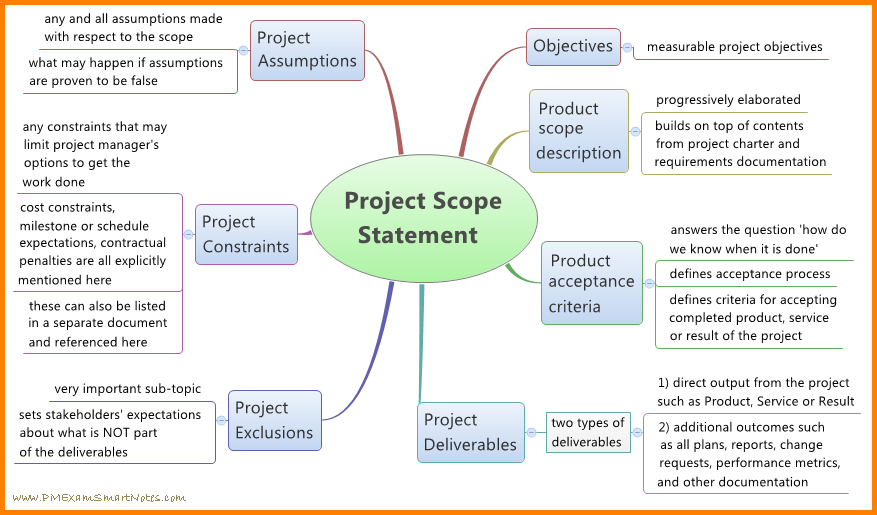 Project Scope
Statement
Objectives
measurable project objectives
Product
scope
description
progressively elaborated
builds on top of contents
from project charter and
requirements documentation
Product
acceptance
criteria
answers the question 'how do
we know when it is done'
defines acceptance process
defines criteria for accepting
completed product, service
or result of the project
Project
Deliverables
two types of
deliverables
1) direct output from the project
such as Product, Service or Result
2) additional outcomes such
as all plans, reports, change
requests, performance metrics,
and other documentation
Project
Assumptions
any and all assumptions made
with respect to the scope
what may happen if assumptions
are proven to be false
Project
Constraints
any constraints that may
limit project manager's
options to get the
work done
cost constraints,
milestone or schedule
expectations, contractual
penalties are all explicitly
mentioned here
these can also be listed
in a separate document
and referenced here
Project
Exclusions
very important sub-topic
sets stakeholders' expectations
about what is NOT part
of the deliverables
www.PMExamSmartNotes.com